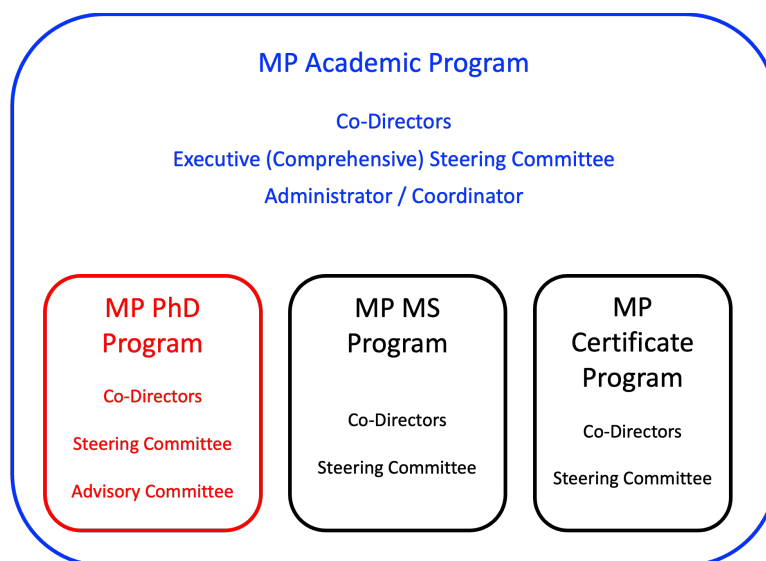 MP Academic Program
Co-Directors
Executive (Comprehensive) Steering Committee
Administrator / Coordinator
MP PhD
Program
Co-Directors
Steering Committee
Advisory Committee
MP MS
Program
Co-Directors
Steering Committee
MP
Certificate
Program
Co-Directors
Steering Committee